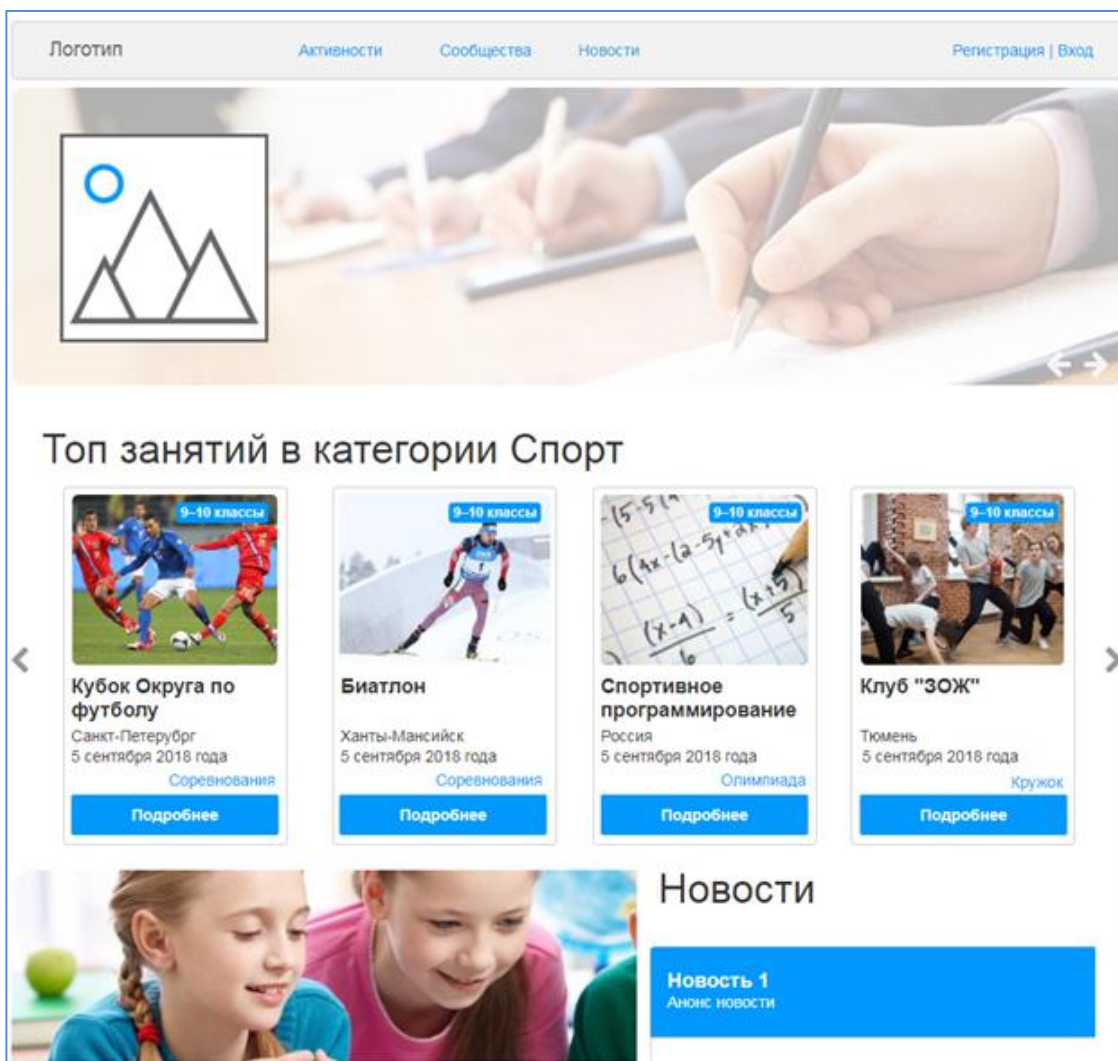 Логотип
Активности
Сообщества
Новости
Регистрация | Вход
Топ занятий в категории Спорт
9–10 классы
Кубок Округа по
футболу
Санкт-Петерубрг
5 сентября 2018 года
Соревнования
Подробнее
9–10 классы
Биатлон
Ханты-Мансийск
5 сентября 2018 года
Соревнования
Подробнее
9–10 классы
Спортивное
программирование
Россия
5 сентября 2018 года
Олимпиада
Подробнее
9–10 классы
Клуб "ЗОЖ"
Тюмень
5 сентября 2018 года
Кружок
Подробнее
Новости
Новость 1
Анонс новости